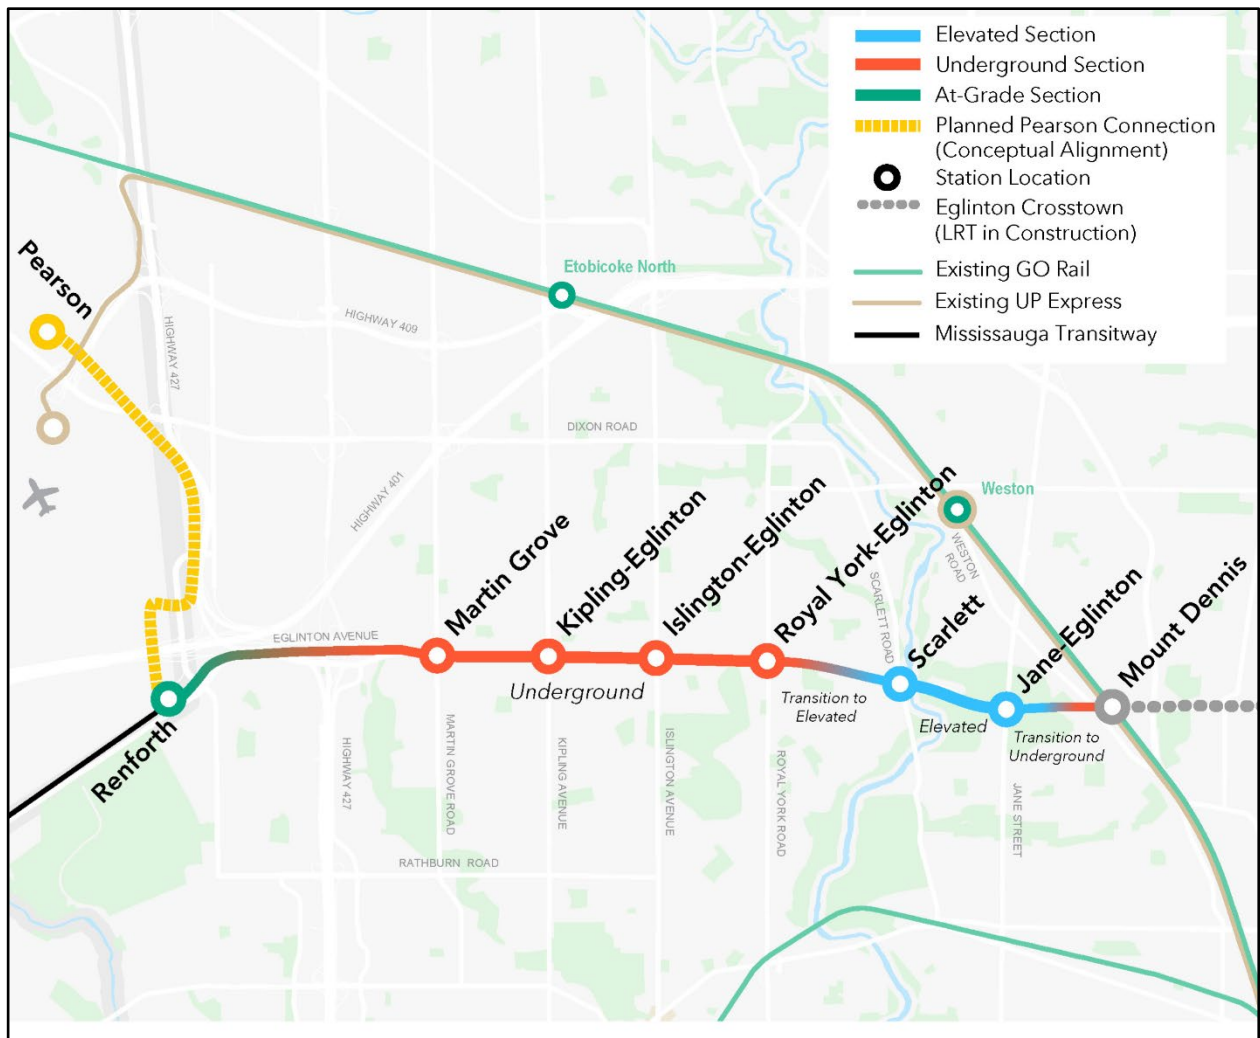 Elevated Section
Underground Section
At-Grade Section
Planned Pearson Connection
(Conceptual Alignment)
Station Location
Eglinton Crosstown
(LRT in Construction)
Existing GO Rail
Existing UP Express
Mississauga Transitway
Pearson
Etobicoke North
HIGHWAY 427
HIGHWAY 409
DIXON ROAD
HIGHWAY 401
Weston
WESTON
ROAD
SCARLETT ROAD
EGLINTON AVENUE
Martin Grove
Kipling-Eglinton
Islington-Eglinton
Royal York-Eglinton
Scarlett
Jane-Eglinton
Mount Dennis
Renforth
Underground
Transition to
Elevated
Elevated
Transition to
Underground
HIGHWAY 427
MARTIN GROVE ROAD
KIPLING AVENUE
ISLINGTON AVENUE
ROYAL YORK ROAD
JANE STREET
RATHBURN ROAD